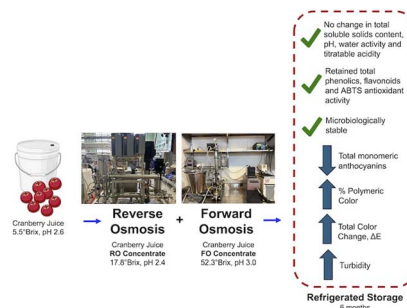 No change in total
soluble solids content,
pH, water activity and
titratable acidity
Retained total
phenolics, flavonoids
and ABTS antioxidant
activity
Microbiologically
stable
Total monomeric
anthocyanins
% Polymeric
Color
Total Color
Change, ΔE
Turbidity
Refrigerated Storage
6 months
Cranberry Juice
5.5°Brix, pH 2.6
Reverse
Osmosis
Cranberry Juice
RO Concentrate
17.8°Brix, pH 2.4
+
Forward
Osmosis
Cranberry Juice
FO Concentrate
52.3°Brix, pH 3.0